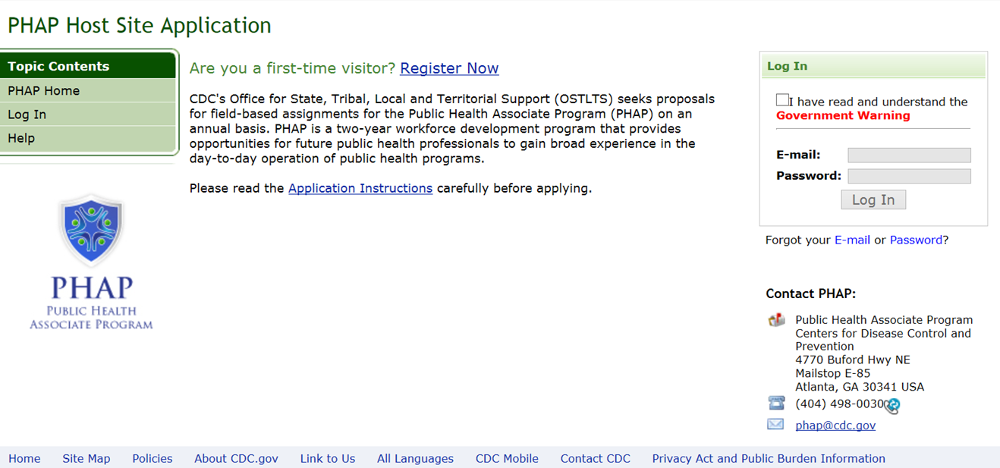 PHAP Host Site Application
Topic Contents
PHAP Home
Log In
Help
PHAP
PUBLIC HEALTH
ASSOCIATE PROGRAM
Are you a first-time visitor? Register Now
CDC's Office for State, Tribal, Local and Territorial Support (OSTLTS) seeks proposals
for field-based assignments for the Public Health Associate Program (PHAP) on an
annual basis. PHAP is a two-year workforce development program that provides
opportunities for future public health professionals to gain broad experience in the
day-to-day operation of public health programs.
Please read the Application Instructions carefully before applying.
Log In
I have read and understand the
Government Warning
E-mail:
Password:
Log In
Forgot your E-mail or Password?
Contact PHAP:
Public Health Associate Program
Centers for Disease Control and
Prevention
4770 Buford Hwy NE
Mailstop E-85
Atlanta, GA 30341 USA
(404) 498-0030
phap@cdc.gov
Home Site Map Policies About CDC.gov Link to Us All Languages CDC Mobile Contact CDC Privacy Act and Public Burden Information